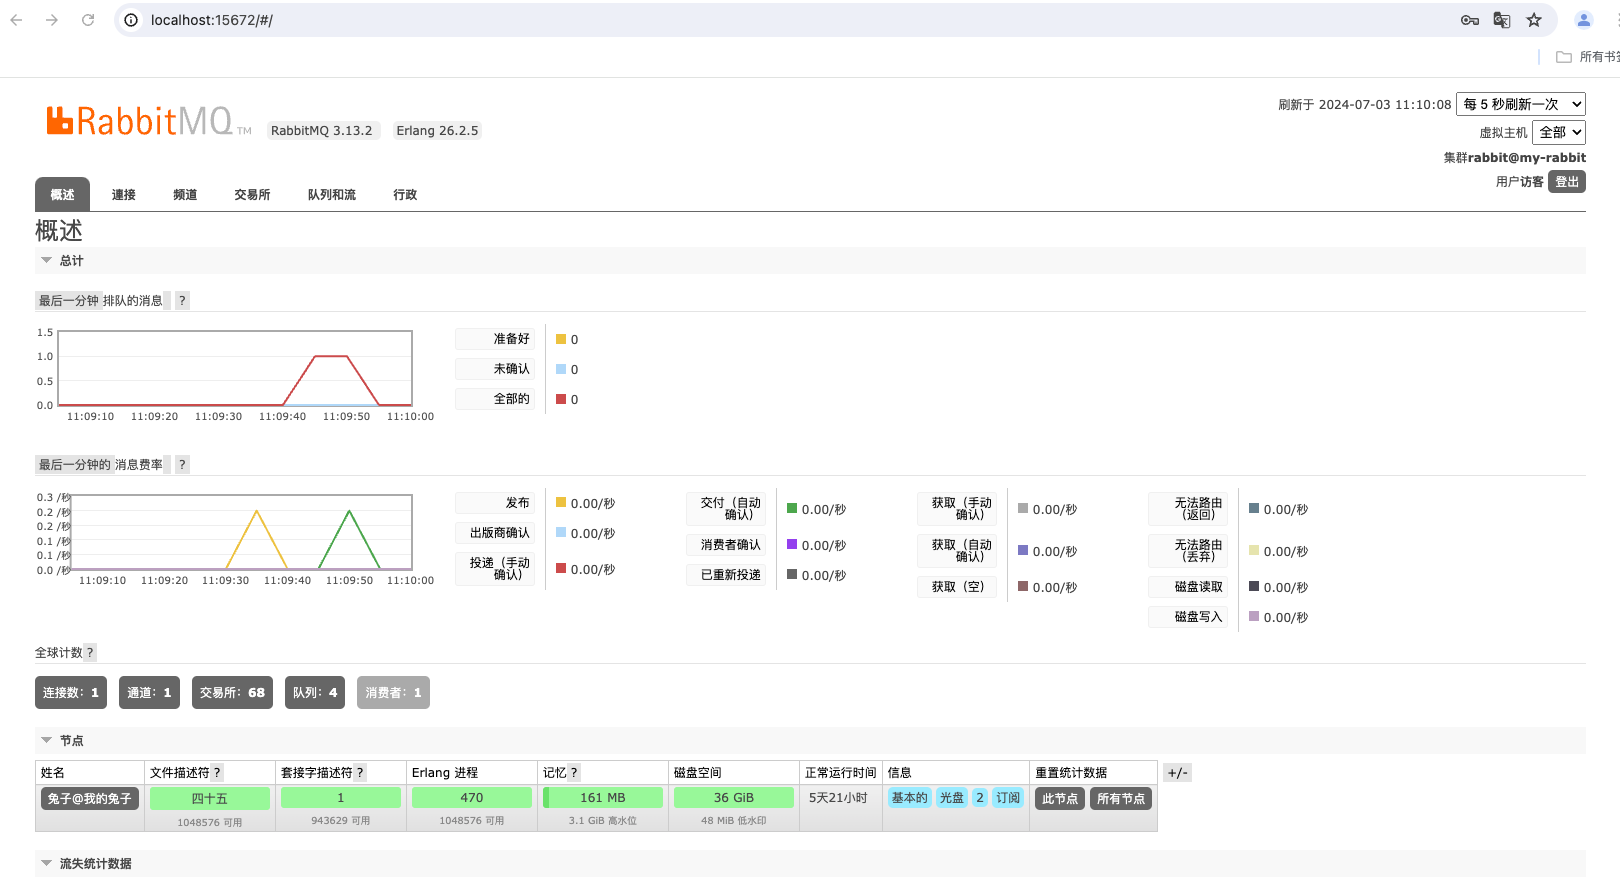 localhost:15672/#/
所有书
RabbitMQ TM
RabbitMQ 3.13.2 Erlang 26.2.5
刷新于 2024-07-03 11:10:08 每 5 秒刷新一次
虚拟主机 全部
集群rabbit@my-rabbit
用户访客 登出
概述 連接 频道 交易所 队列和流 行政
概述
总计
最后一分钟 排队的消息 ?
1.5
1.0
0.5
0.0
11:09:10 11:09:20 11:09:30 11:09:40 11:09:50 11:10:00
准备好 0
未确认 0
全部的 0
最后一分钟的 消息费率 ?
0.3 /秒
0.2 /秒
0.2 /秒
0.1 /秒
0.1 /秒
0.0 /秒
11:09:10 11:09:20 11:09:30 11:09:40 11:09:50 11:10:00
发布 0.00/秒
出版商确认 0.00/秒
投递（手动
确认） 0.00/秒
交付（自动
确认） 0.00/秒
消费者确认 0.00/秒
已重新投递 0.00/秒
获取（手动
确认） 0.00/秒
获取（自动
确认） 0.00/秒
获取（空） 0.00/秒
无法路由
（返回） 0.00/秒
无法路由
（丢弃） 0.00/秒
磁盘读取 0.00/秒
磁盘写入 0.00/秒
全球计数 ?
连接数：1 通道：1 交易所：68 队列：4 消费者：1
节点
姓名 文件描述符 ? 套接字描述符 ? Erlang 进程 记忆 ? 磁盘空间 正常运行时间 信息 重置统计数据 +/-
兔子@我的兔子 四十五 1 470 161 MB 36 GiB 5天21小时 基本的 光盘 2 订阅 此节点 所有节点
1048576 可用 943629 可用 1048576 可用 3.1 GiB 高水位 48 MiB 低水印
流失统计数据